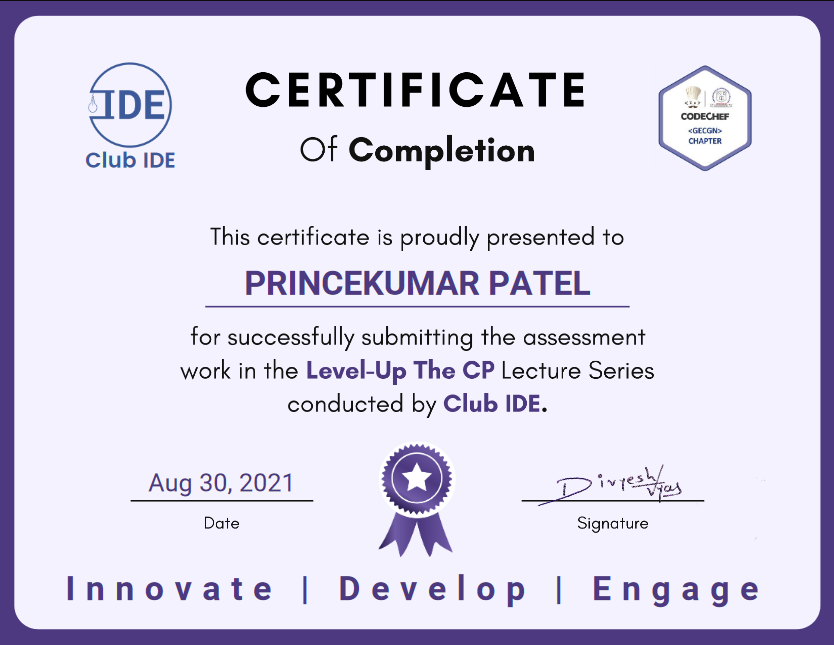 IDE
Club IDE
CERTIFICATE
Of Completion
CODECHEF
<GECGN>
CHAPTER
This certificate is proudly presented to
PRINCEKUMAR PATEL
for successfully submitting the assessment
work in the Level-Up The CP Lecture Series
conducted by Club IDE.
Aug 30, 2021
Date
Divyesh
Vyas
Signature
Innovate | Develop | Engage